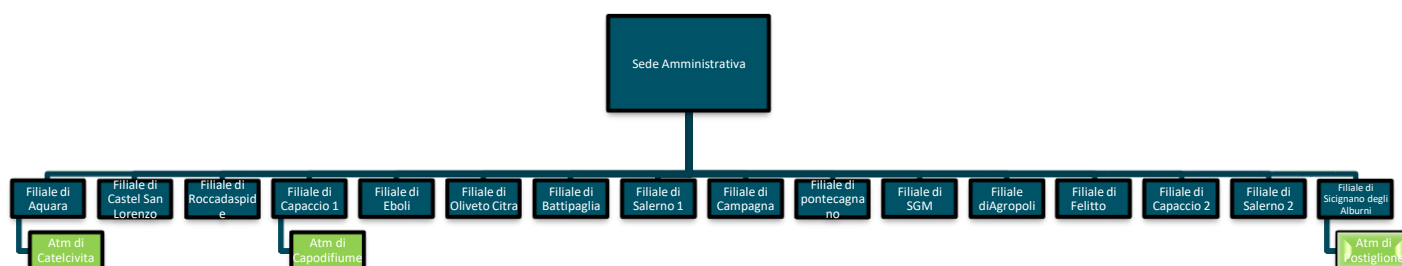 Sede Amministrativa
Filiale di
Aquara
Filiale di
Castel San
Lorenzo
Filiale di
Roccadaspid
e
Filiale di
Capaccio 1
Filiale di
Eboli
Filiale di
Oliveto Citra
Filiale di
Battipaglia
Filiale di
Salerno 1
Filiale di
Campagna
Filiale di
pontecagna
no
Filiale di
SGM
Filiale
diAgropoli
Filiale di
Felitto
Filiale di
Capaccio 2
Filiale di
Salerno 2
Filiale di
Sicignano degli
Alburni
Atm di
Catelcivita
Atm di
Capodifiume
Atm di
Postiglione